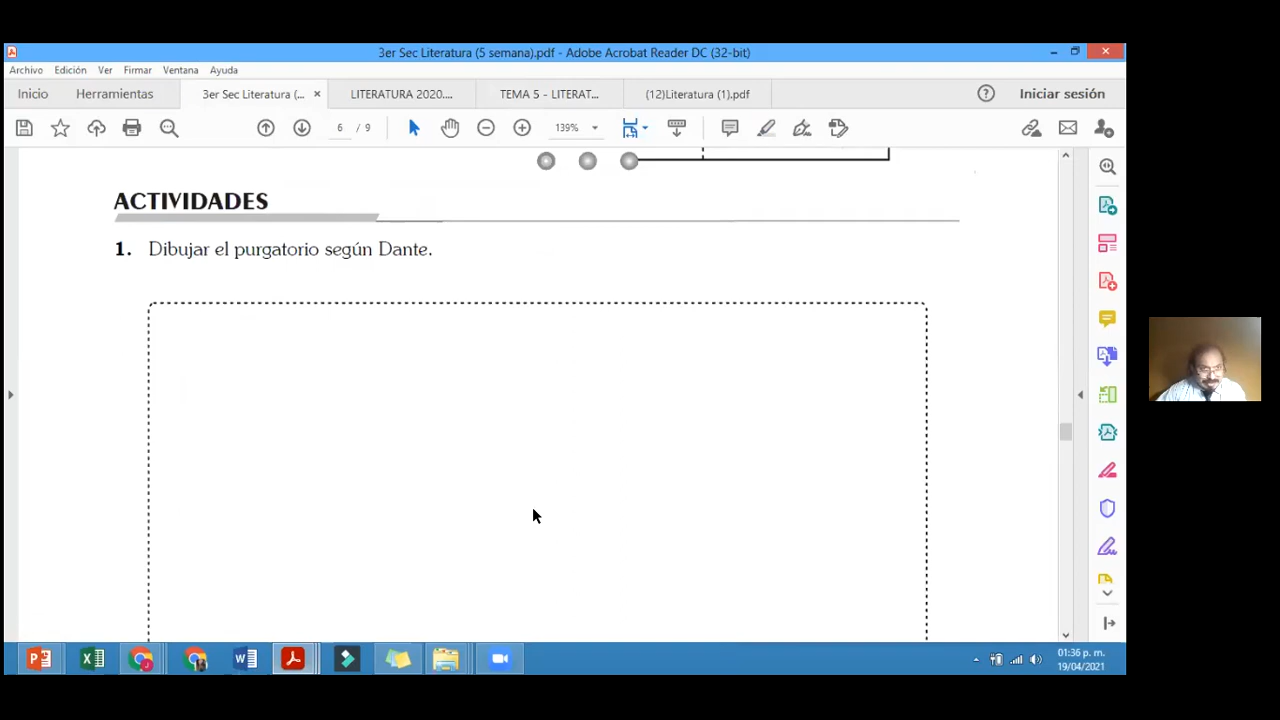 3er Sec Literatura (5 semana).pdf - Adobe Acrobat Reader DC (32-bit)
Archivo Edición Ver Firmar Ventana Ayuda
Inicio Herramientas 3er Sec Literatura (... × LITERATURA 2020.... TEMA 5 - LITERAT... (12)Literatura (1).pdf Iniciar sesión
6 / 9 139%
ACTIVIDADES
1. Dibujar el purgatorio según Dante.
01:36 p. m.
19/04/2021